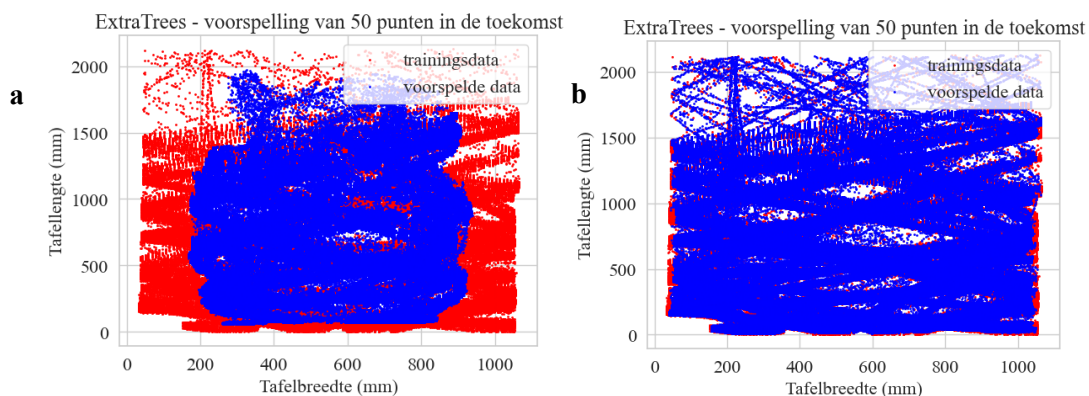 a
ExtraTrees - voorspelling van 50 punten in de toekomst
trainingsdata
voorspelde data
Tafellengte (mm)
2000
1500
1000
500
0
0 200 400 600 800 1000
Tafelbreedte (mm)
b
ExtraTrees - voorspelling van 50 punten in de toekomst
trainingsdata
voorspelde data
Tafellengte (mm)
2000
1500
1000
500
0
0 200 400 600 800 1000
Tafelbreedte (mm)